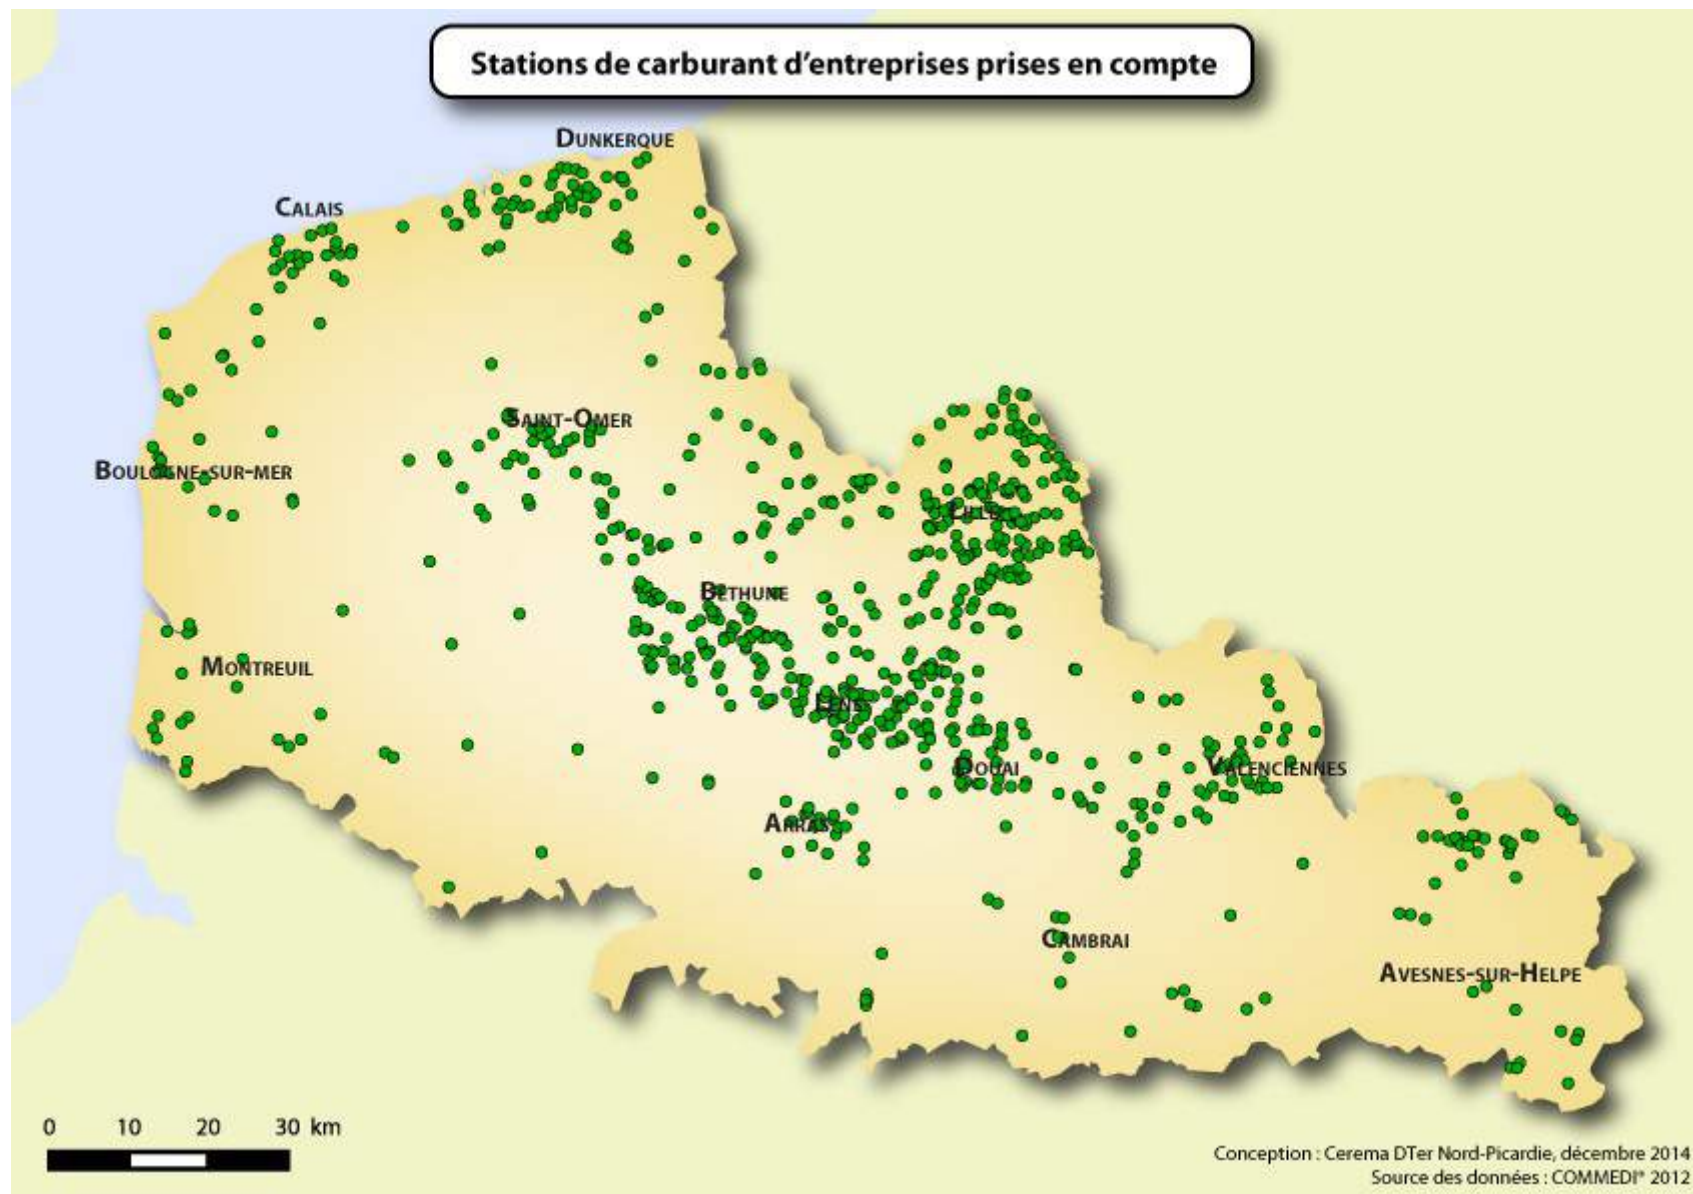 Stations de carburant d'entreprises prises en compte
DUNKERQUE
CALAIS
SAINT-OMER
BOULOGNE-SUR-MER
LILLE
BÉTHUNE
MONTREUIL
LENS
DOUAI
VALENCIENNES
ARRAS
CAMBRAI
AVESNES-SUR-HELPE
0 10 20 30 km
Conception : Cerema DTer Nord-Picardie, décembre 2014
Source des données : COMMEDI® 2012